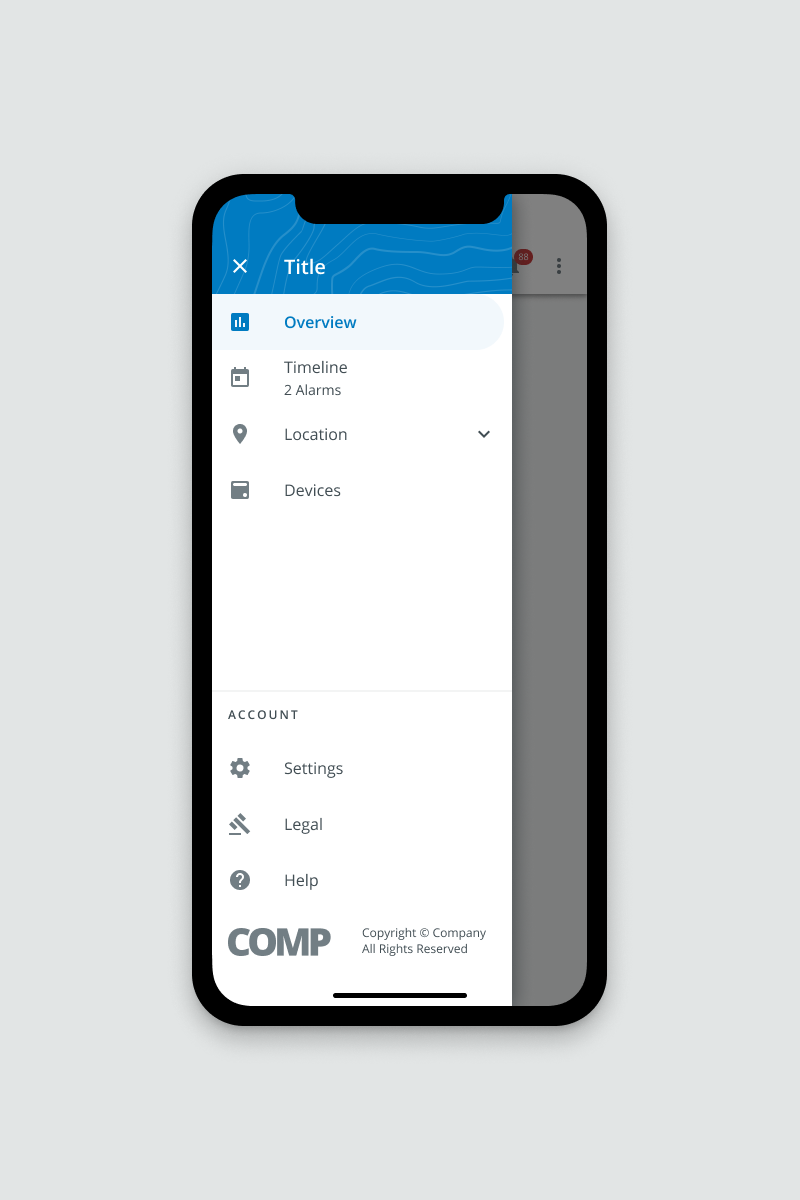 88
Title
Overview
Timeline
2 Alarms
Location
Devices
ACCOUNT
Settings
Legal
Help
COMP
Copyright © Company
All Rights Reserved